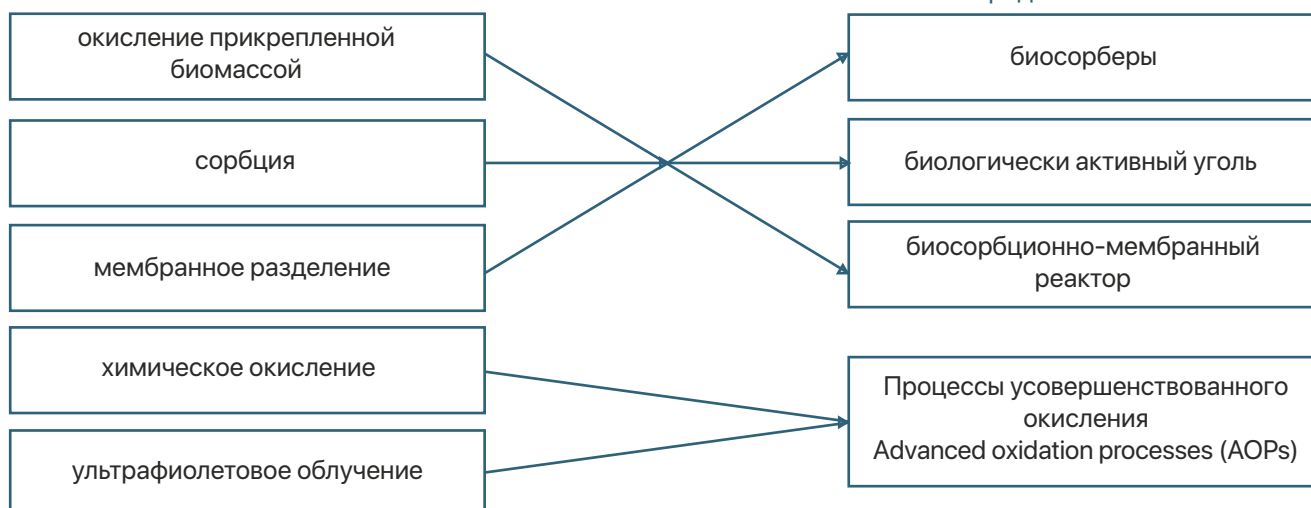 окисление прикрепленной
биомассой
сорбция
мембранное разделение
химическое окисление
ультрафиолетовое облучение
биосорберы
биологически активный уголь
биосорбционно-мембранный
реактор
Процессы усовершенствованного
окисления
Advanced oxidation processes (AOPs)